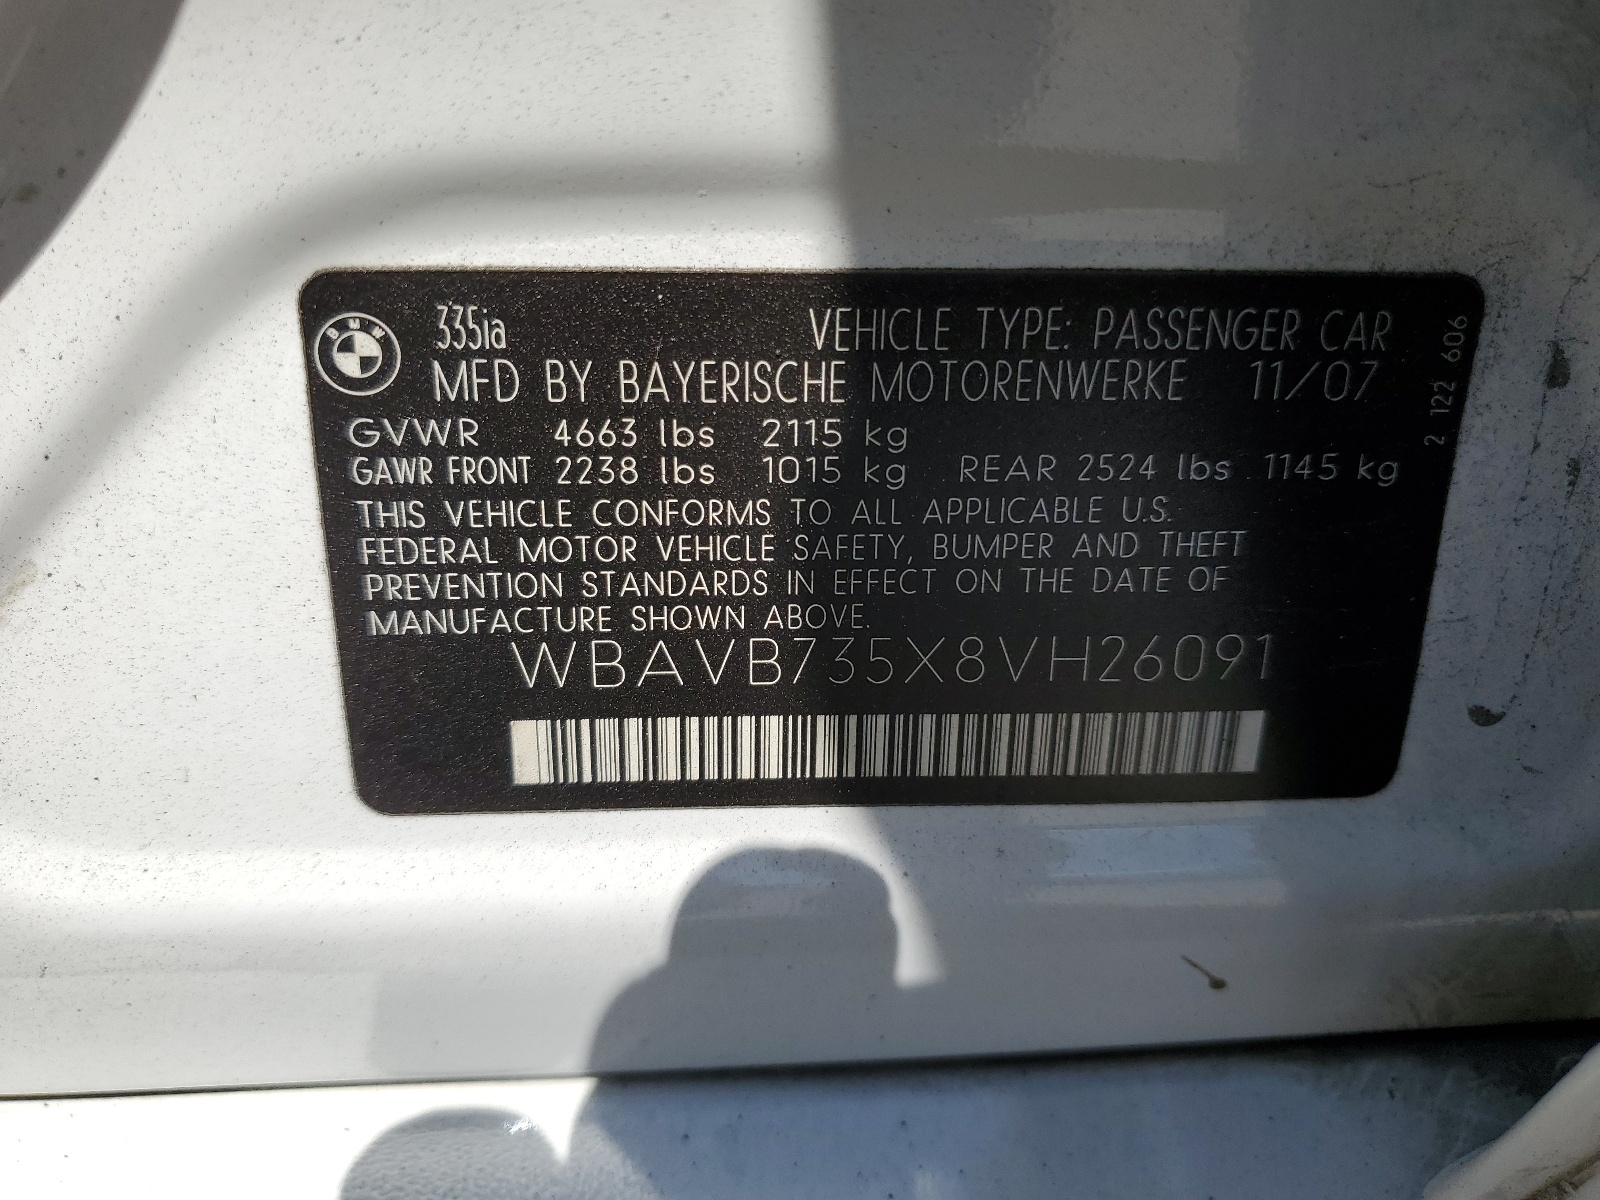 BMW
335ia VEHICLE TYPE: PASSENGER CAR
MFD BY BAYERISCHE MOTORENWERKE 11/07
GVWR 4663 lbs 2115 kg
GAWR FRONT 2238 lbs 1015 kg REAR 2524 lbs 1145 kg
THIS VEHICLE CONFORMS TO ALL APPLICABLE U.S.
FEDERAL MOTOR VEHICLE SAFETY, BUMPER AND THEFT
PREVENTION STANDARDS IN EFFECT ON THE DATE OF
MANUFACTURE SHOWN ABOVE.
WBAVB735X8VH26091
2 122 606